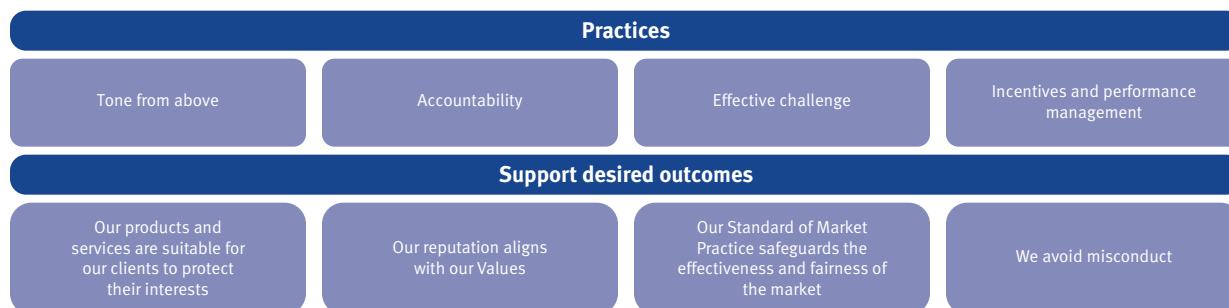 Practices
Tone from above
Accountability
Effective challenge
Incentives and performance
management
Support desired outcomes
Our products and
services are suitable for
our clients to protect
their interests
Our reputation aligns
with our Values
Our Standard of Market
Practice safeguards the
effectiveness and fairness of
the market
We avoid misconduct